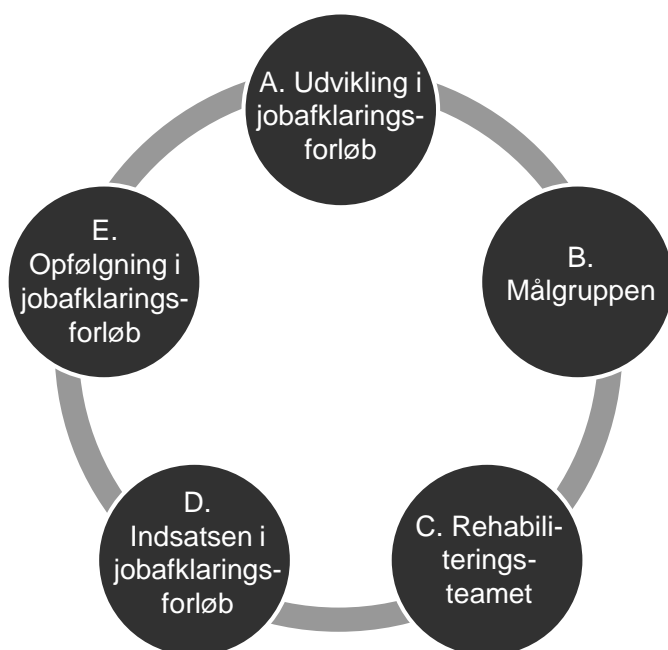 A. Udvikling i
jobafklarings-
forløb
B.
Målgruppen
C. Rehabili-
terings-
teamet
D.
Indsatsen i
jobafklarings-
forløb
E.
Opfølgning i
jobafklarings-
forløb